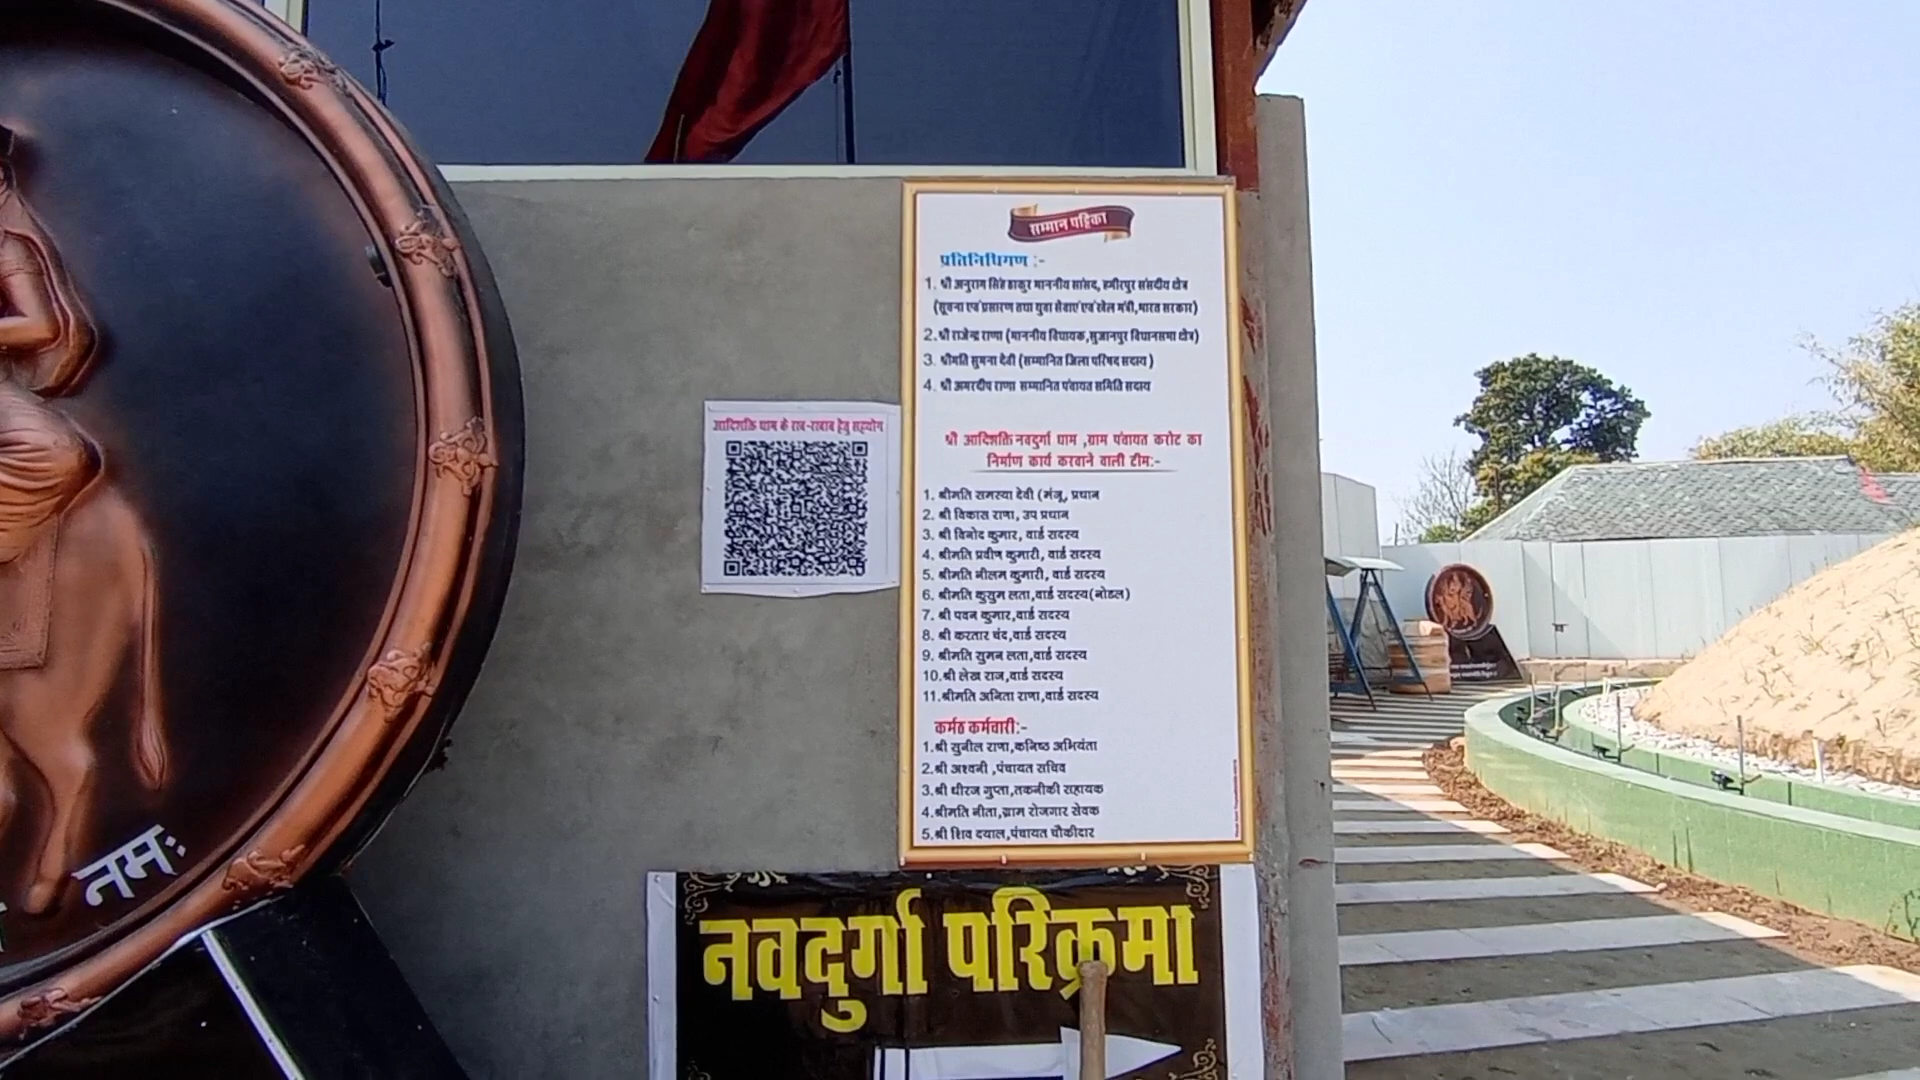 सम्मान पट्टिका
प्रतिनिधिगण :-
1. श्री अनुराग सिंह ठाकुर माननीय सांसद, हमीरपुर संसदीय क्षेत्र
(सूचना एवं प्रसारण तथा युवा सेवाएं एवं खेल मंत्री,भारत सरकार)
2.श्री राजेन्द्र राणा (माननीय विधायक,सुजानपुर विधानसभा क्षेत्र)
3. श्रीमति सुमना देवी (सम्मानित जिला परिषद सदस्य )
4. श्री अमरदीप राणा सम्मानित पंचायत समिति सदस्य
श्री आदिशक्ति नवदुर्गा धाम ,ग्राम पंचायत करोट का
निर्माण कार्य करवाने वाली टीम:-
1. श्रीमति समस्या देवी (मंजू, प्रधान
2. श्री विकास राणा, उप प्रधान
3. श्री विनोद कुमार, वार्ड सदस्य
4. श्रीमति प्रवीण कुमारी, वार्ड सदस्य
5. श्रीमति नीलम कुमारी, वार्ड सदस्य
6. श्रीमति कुसुम लता,वार्ड सदस्य(नोडल)
7. श्री पवन कुमार,वार्ड सदस्य
8. श्री करतार चंद,वार्ड सदस्य
9. श्रीमति सुमन लता,वार्ड सदस्य
10.श्री लेख राज,वार्ड सदस्य
11.श्रीमति अनिता राणा,वार्ड सदस्य
कर्मठ कर्मचारी:-
1.श्री सुनील राणा,कनिष्ठ अभियंता
2.श्री अश्वनी ,पंचायत सचिव
3.श्री धीरज गुप्ता,तकनीकी सहायक
4.श्रीमति नीता,ग्राम रोजगार सेवक
5.श्री शिव दयाल,पंचायत चौकीदार
आदिशक्ति धाम के रख-रखाव हेतु सहयोग
नमः
नवदुर्गा परिक्रमा